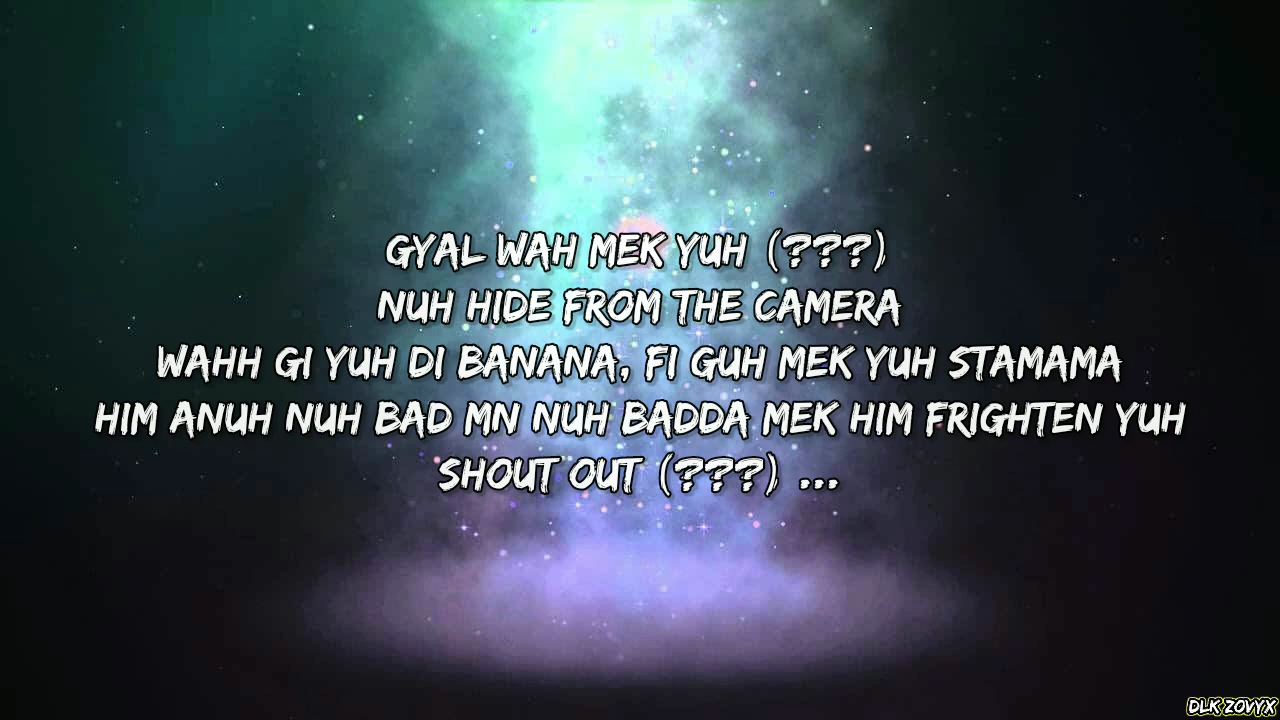 GYAL WAH MEK YUH (???)
NUH HIDE FROM THE CAMERA
WAHH GI YUH DI BANANA, FI GUH MEK YUH STAMAMA
HIM ANUH NUH BAD MN NUH BADDA MEK HIM FRIGHTEN YUH
SHOUT OUT (???) ...
DLK ZOVYX